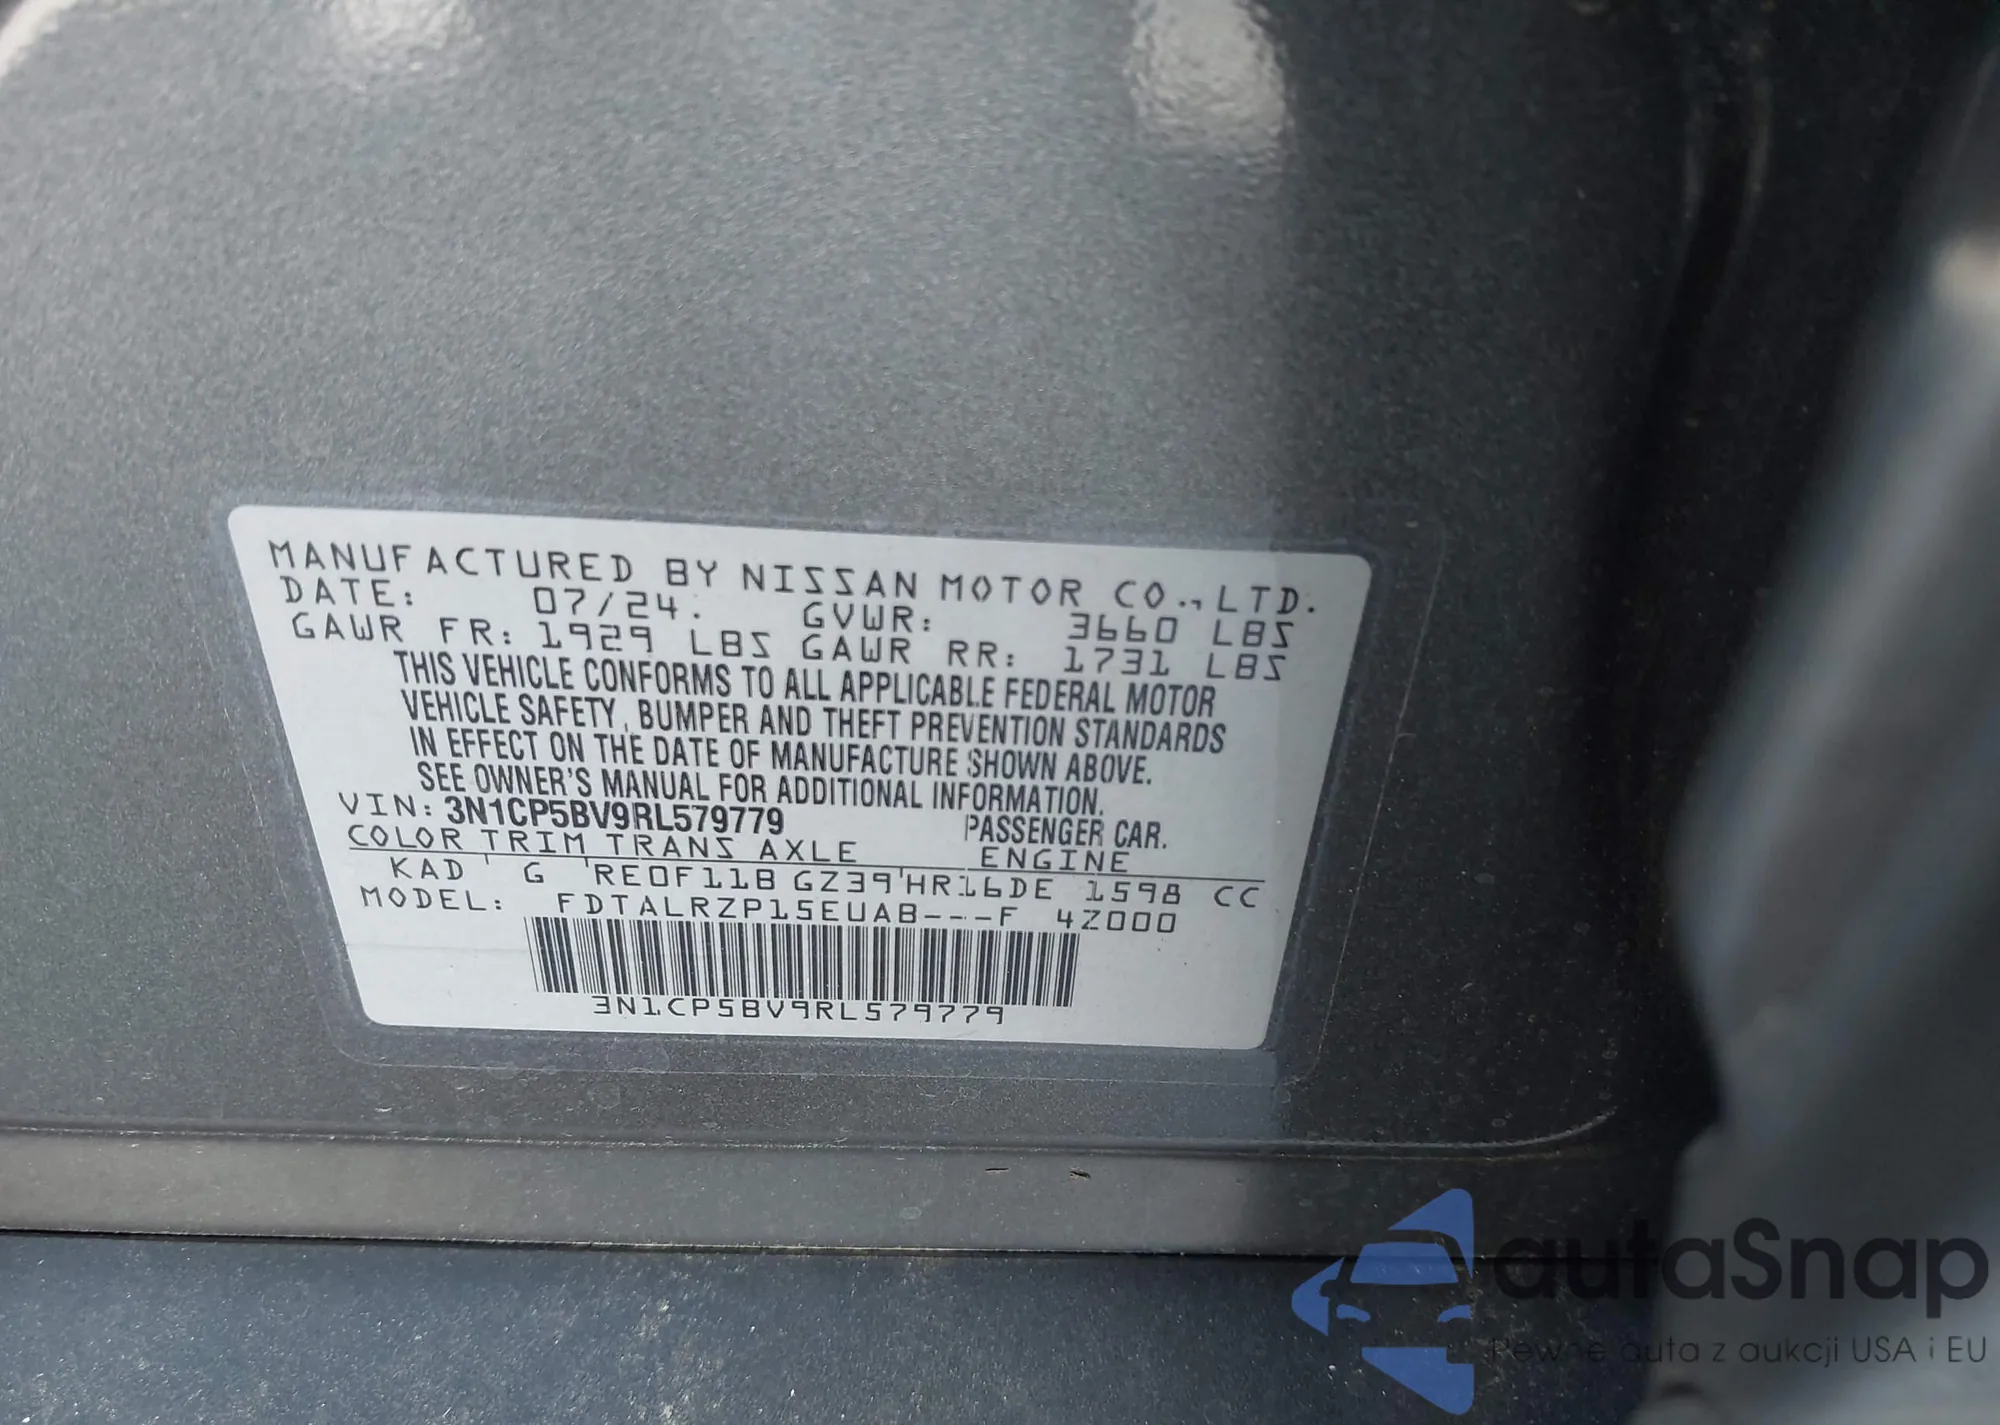 MANUFACTURED BY NISSAN MOTOR CO., LTD.
DATE: 07/24. GVWR: 3660 LBS
GAWR FR: 1929 LBS GAWR RR: 1731 LBS
THIS VEHICLE CONFORMS TO ALL APPLICABLE FEDERAL MOTOR
VEHICLE SAFETY, BUMPER AND THEFT PREVENTION STANDARDS
IN EFFECT ON THE DATE OF MANUFACTURE SHOWN ABOVE.
SEE OWNER'S MANUAL FOR ADDITIONAL INFORMATION.
VIN: 3N1CP5BV9RL579779 PASSENGER CAR.
COLOR TRIM TRANS AXLE ENGINE
KAD G RE0F11B GZ39 HR16DE 1598 CC
MODEL: FDTALRZP15EUAB----F 4Z000
3N1CP5BV9RL579779
autaSnap
Pewne auta z aukcji USA i EU